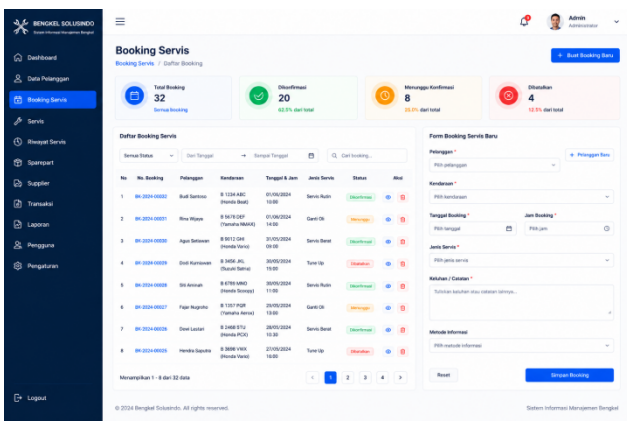 BENGKEL SOLUSINDO
Sistem Informasi Manajemen Bengkel
Dashboard
Data Pelanggan
Booking Servis
Servis
Riwayat Servis
Sparepart
Supplier
Transaksi
Laporan
Pengguna
Pengaturan
Logout
Admin
Administrator
Booking Servis
Booking Servis / Daftar Booking
+ Buat Booking Baru
Total Booking
32
Semua Booking
Dikonfirmasi
20
62.5% dari total
Menunggu Konfirmasi
8
25.0% dari total
Dibatalkan
4
12.5% dari total
Daftar Booking Servis
Semua Status Dari Tanggal → Sampai Tanggal Cari booking...
No No. Booking Pelanggan Kendaraan Tanggal & Jam Jenis Servis Status Aksi
1 BK-2024-00032 Budi Santoso B 1234 ABC (Honda Beat) 01/06/2024 10:00 Servis Rutin Dikonfirmasi
2 BK-2024-00031 Rina Wijaya B 5678 DEF (Yamaha NMAX) 01/06/2024 14:00 Ganti Oli Menunggu
3 BK-2024-00030 Agus Setiawan B 9012 GHI (Honda Vario) 31/05/2024 09:00 Servis Berat Dikonfirmasi
4 BK-2024-00029 Dodi Kurniawan B 3456 JKL (Suzuki Satria) 30/05/2024 15:00 Tune Up Dibatalkan
5 BK-2024-00028 Siti Aminah B 6789 MNO (Honda Scoopy) 30/05/2024 11:00 Servis Rutin Dikonfirmasi
6 BK-2024-00027 Fajar Nugroho B 1357 PQR (Yamaha Aerox) 29/05/2024 13:00 Ganti Oli Menunggu
7 BK-2024-00026 Dewi Lestari B 2468 STU (Honda PCX) 28/05/2024 10:30 Servis Berat Dikonfirmasi
8 BK-2024-00025 Hendra Saputra B 3690 VWX (Honda Vario) 27/05/2024 16:00 Tune Up Dibatalkan
Menampilkan 1 - 8 dari 32 data
< 1 2 3 4 >
Form Booking Servis Baru
Pelanggan *
Pilih pelanggan
+ Pelanggan Baru
Kendaraan *
Pilih kendaraan
Tanggal Booking * Jam Booking *
Pilih tanggal Pilih jam
Jenis Servis *
Pilih jenis servis
Keluhan / Catatan *
Tuliskan keluhan atau catatan lainnya...
Metode Informasi
Pilih metode informasi
Reset Simpan Booking
© 2024 Bengkel Solusindo. All rights reserved.
Sistem Informasi Manajemen Bengkel